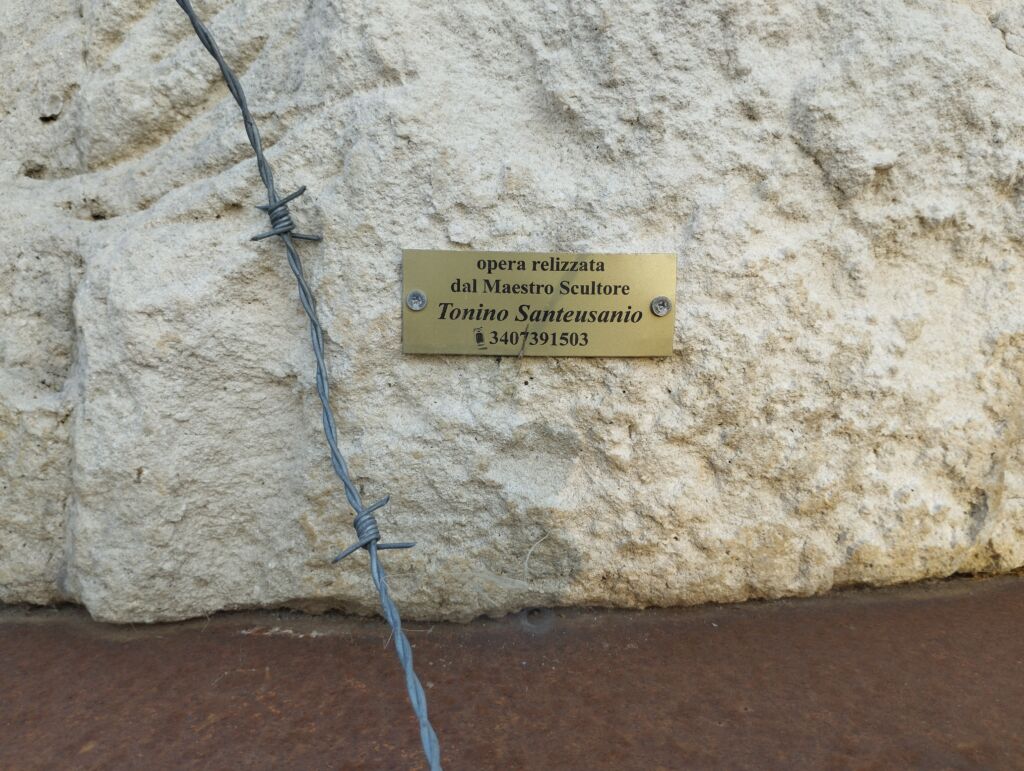 opera relizzata
dal Maestro Scultore
Tonino Santeusanio
3407391503